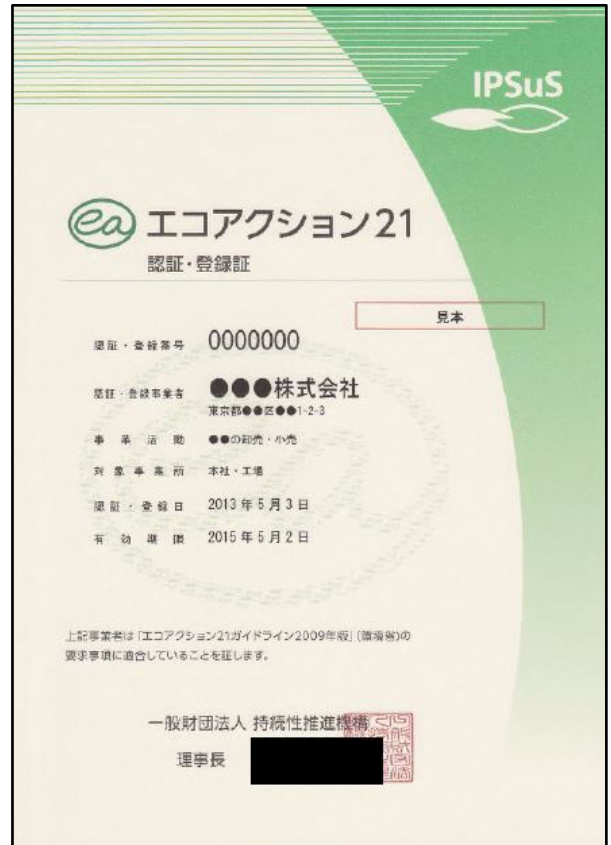 IPSuS
ea エコアクション21
認証・登録証
見本
認証・登録番号 0000000
認証・登録事業者 ●●●株式会社
東京都●●区●●1-2-3
事業活動 ●●の卸売・小売
対象事業所 本社・工場
認証・登録日 2013年5月3日
有効期限 2015年5月2日
上記事業者は「エコアクション21ガイドライン2009年版」(環境省)の
要求事項に適合していることを証します。
一般財団法人 持続性推進機構
理事長